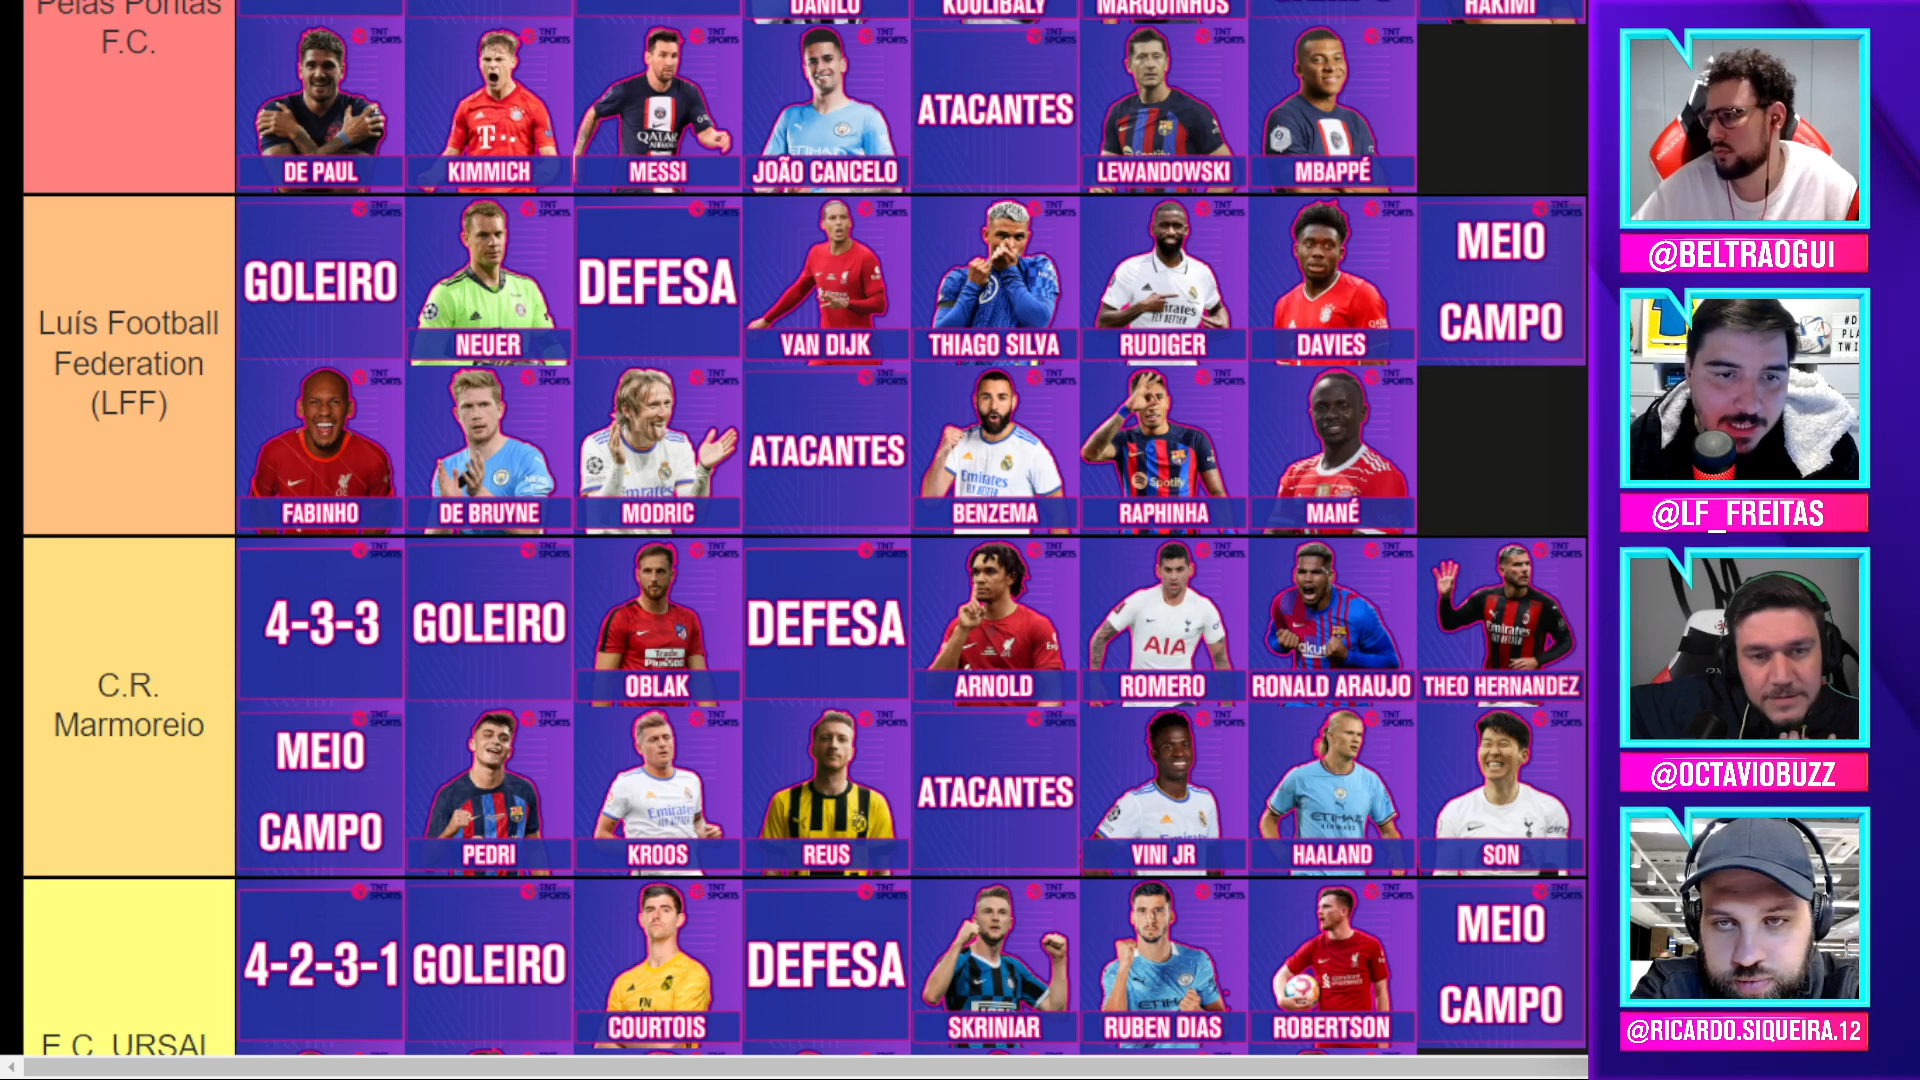 Pelas Pontas
F.C.
DANILO
KOULIBALY
MARQUINHOS
HAKIMI
DE PAUL
KIMMICH
MESSI
JOÃO CANCELO
ATACANTES
LEWANDOWSKI
MBAPPÉ
Luís Football
Federation
(LFF)
GOLEIRO
NEUER
DEFESA
VAN DIJK
THIAGO SILVA
RUDIGER
DAVIES
MEIO
CAMPO
FABINHO
DE BRUYNE
MODRIC
ATACANTES
BENZEMA
RAPHINHA
MANÉ
C.R.
Marmoreio
4-3-3
GOLEIRO
OBLAK
DEFESA
ARNOLD
ROMERO
RONALD ARAUJO
THEO HERNANDEZ
MEIO
CAMPO
PEDRI
KROOS
REUS
ATACANTES
VINI JR
HAALAND
SON
F.C. URSAL
4-2-3-1
GOLEIRO
COURTOIS
DEFESA
SKRINIAR
RUBEN DIAS
ROBERTSON
MEIO
CAMPO
@BELTRAOGUI
@LF_FREITAS
@OCTAVIOBUZZ
@RICARDO.SIQUEIRA.12